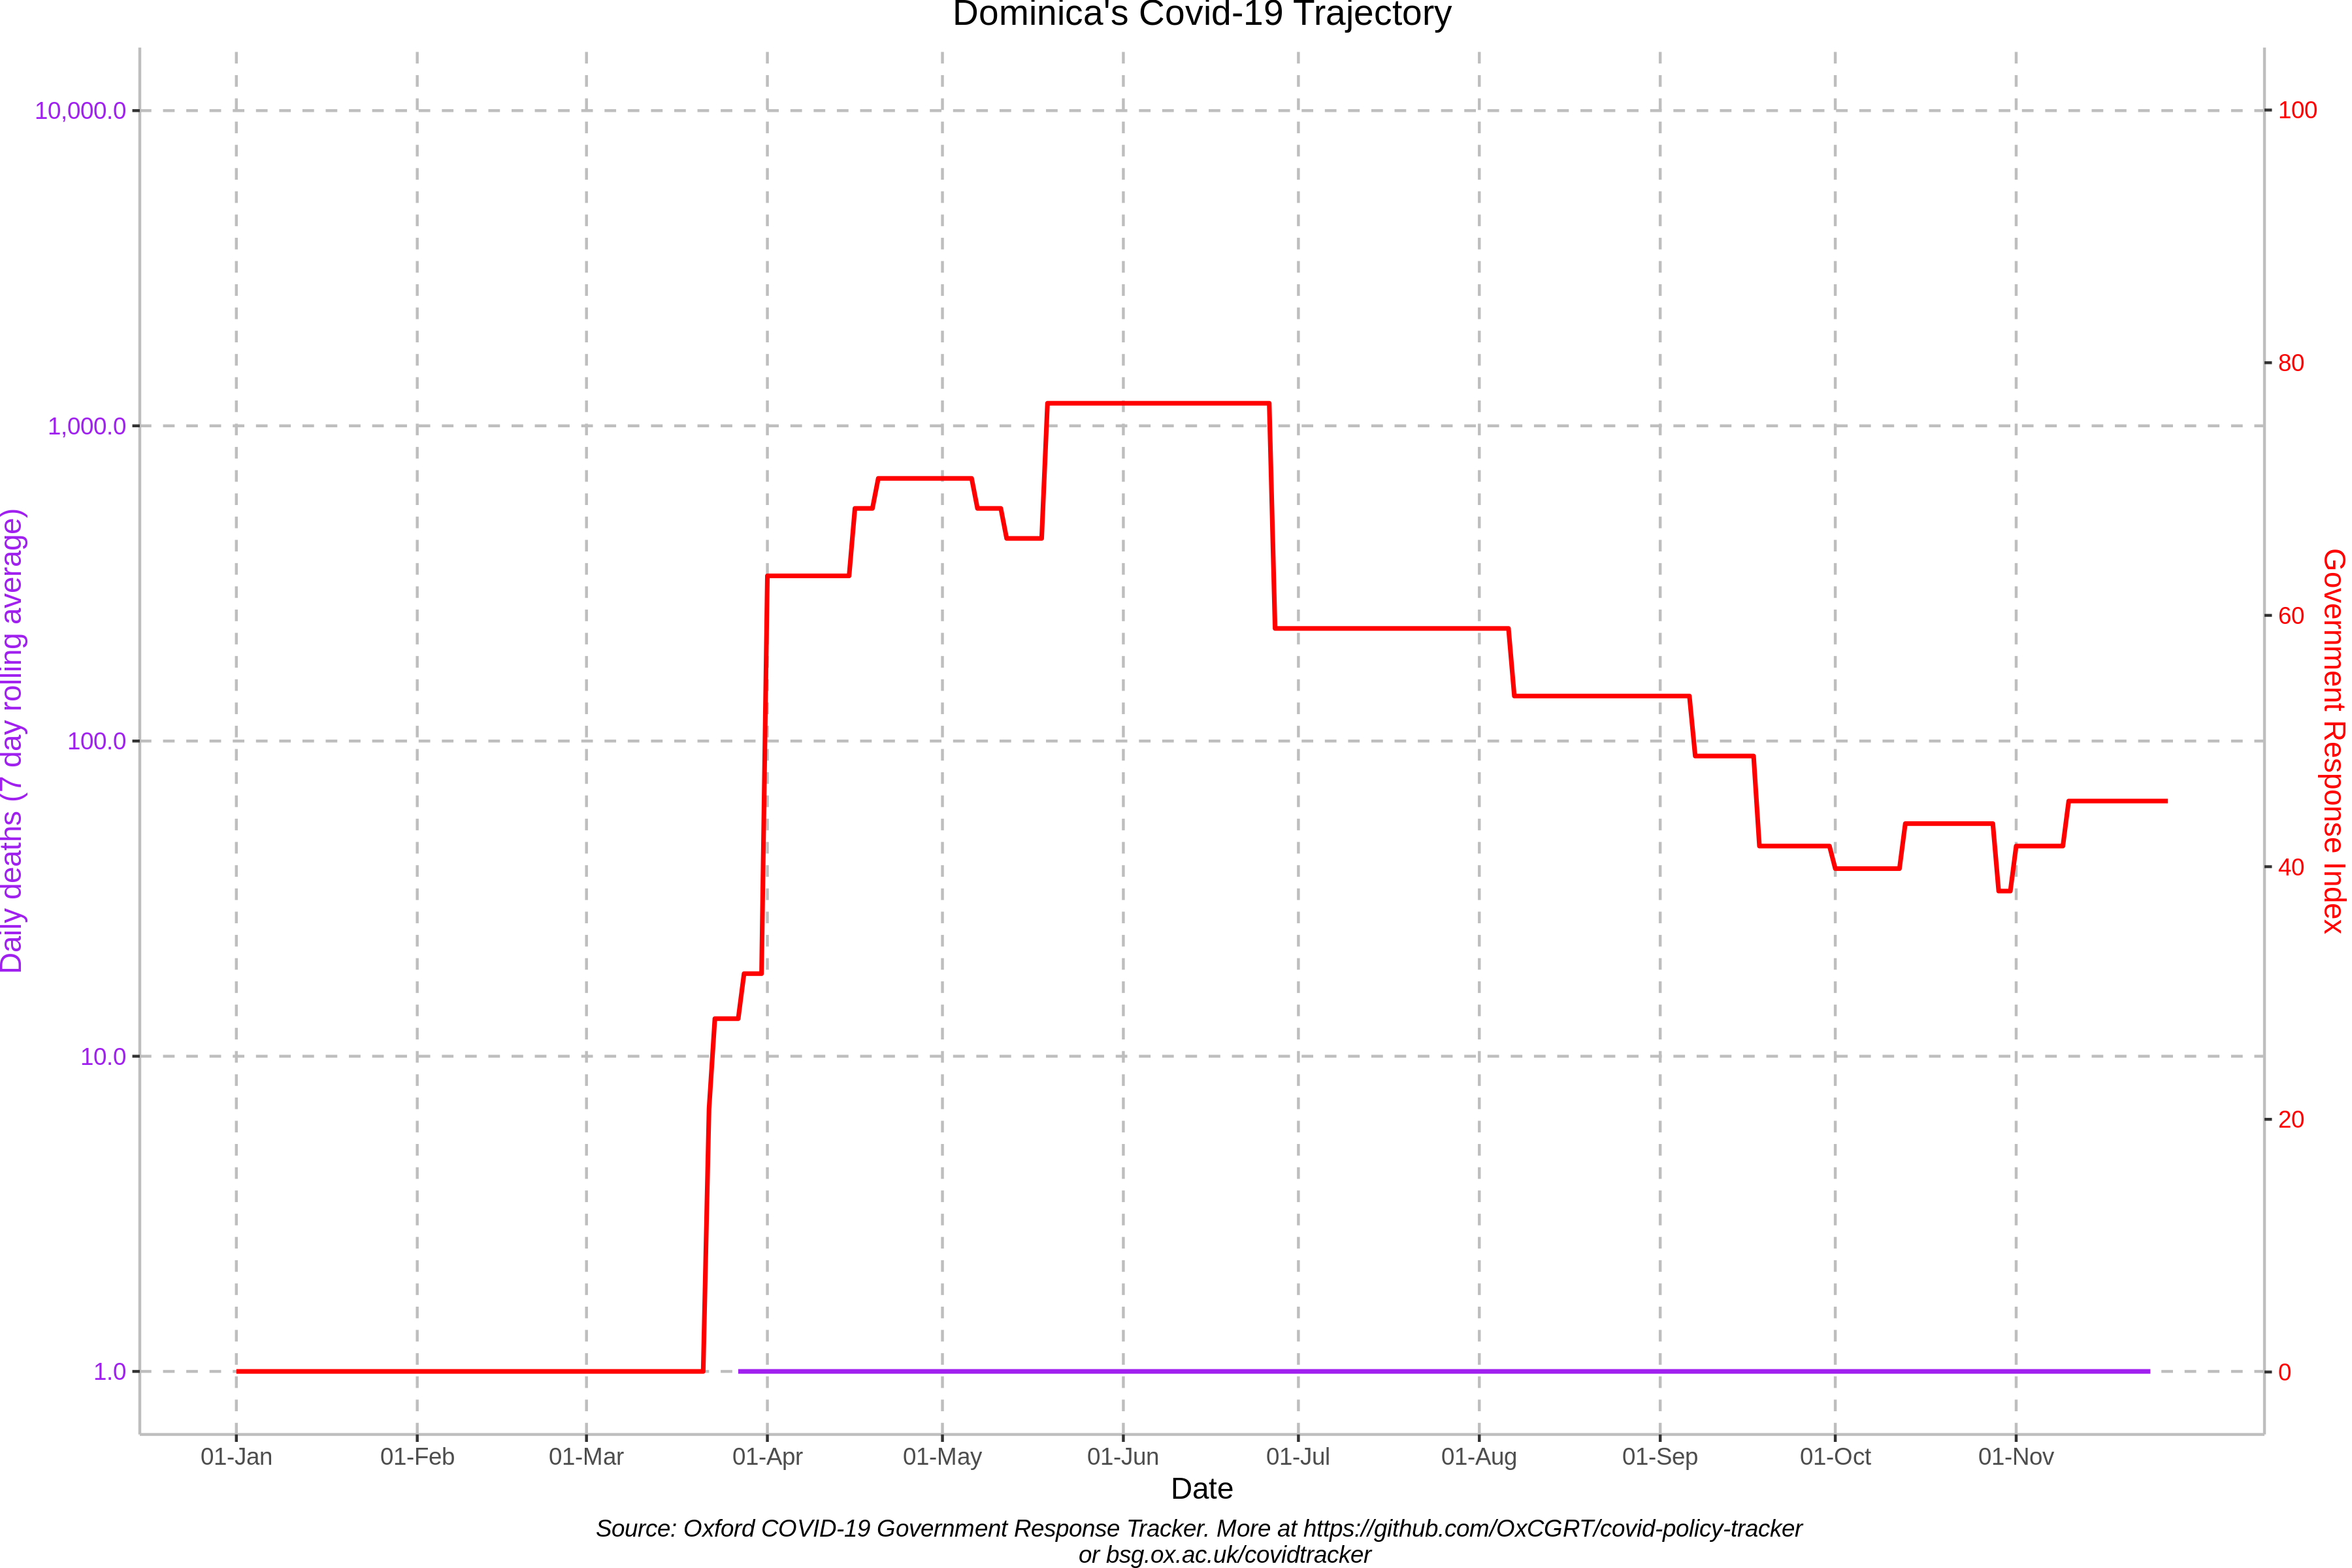 Dominica's Covid-19 Trajectory
10,000.0
1,000.0
100.0
10.0
1.0
Daily deaths (7 day rolling average)
100
80
60
40
20
0
Government Response Index
01-Jan 01-Feb 01-Mar 01-Apr 01-May 01-Jun 01-Jul 01-Aug 01-Sep 01-Oct 01-Nov
Date
Source: Oxford COVID-19 Government Response Tracker. More at https://github.com/OxCGRT/covid-policy-tracker
or bsg.ox.ac.uk/covidtracker